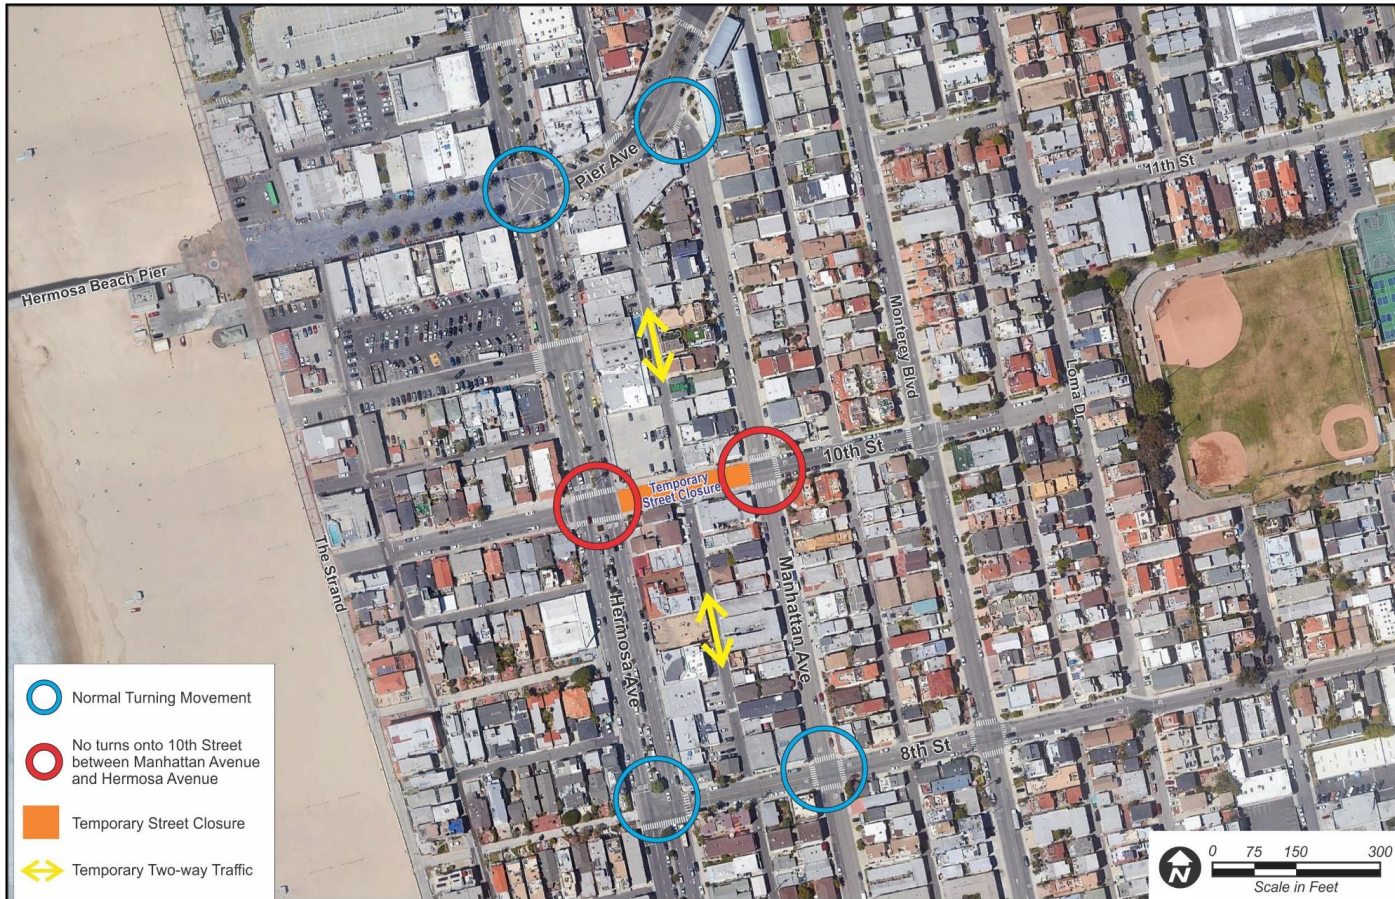 Pier Ave
11th St
Hermosa Beach Pier
Monterey Blvd
Loma Dr
10th St
Temporary
Street Closure
The Strand
Hermosa Ave
Manhattan Ave
8th St
Normal Turning Movement
No turns onto 10th Street
between Manhattan Avenue
and Hermosa Avenue
Temporary Street Closure
Temporary Two-way Traffic
N
0 75 150 300
Scale in Feet